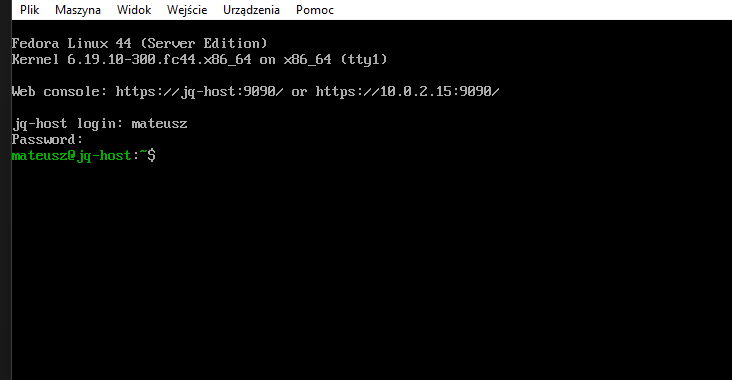 Plik Maszyna Widok Wejście Urządzenia Pomoc
Fedora Linux 44 (Server Edition)
Kernel 6.19.10-300.fc44.x86_64 on x86_64 (tty1)
Web console: https://jq-host:9090/ or https://10.0.2.15:9090/
jq-host login: mateusz
Password:
mateusz@jq-host:~$